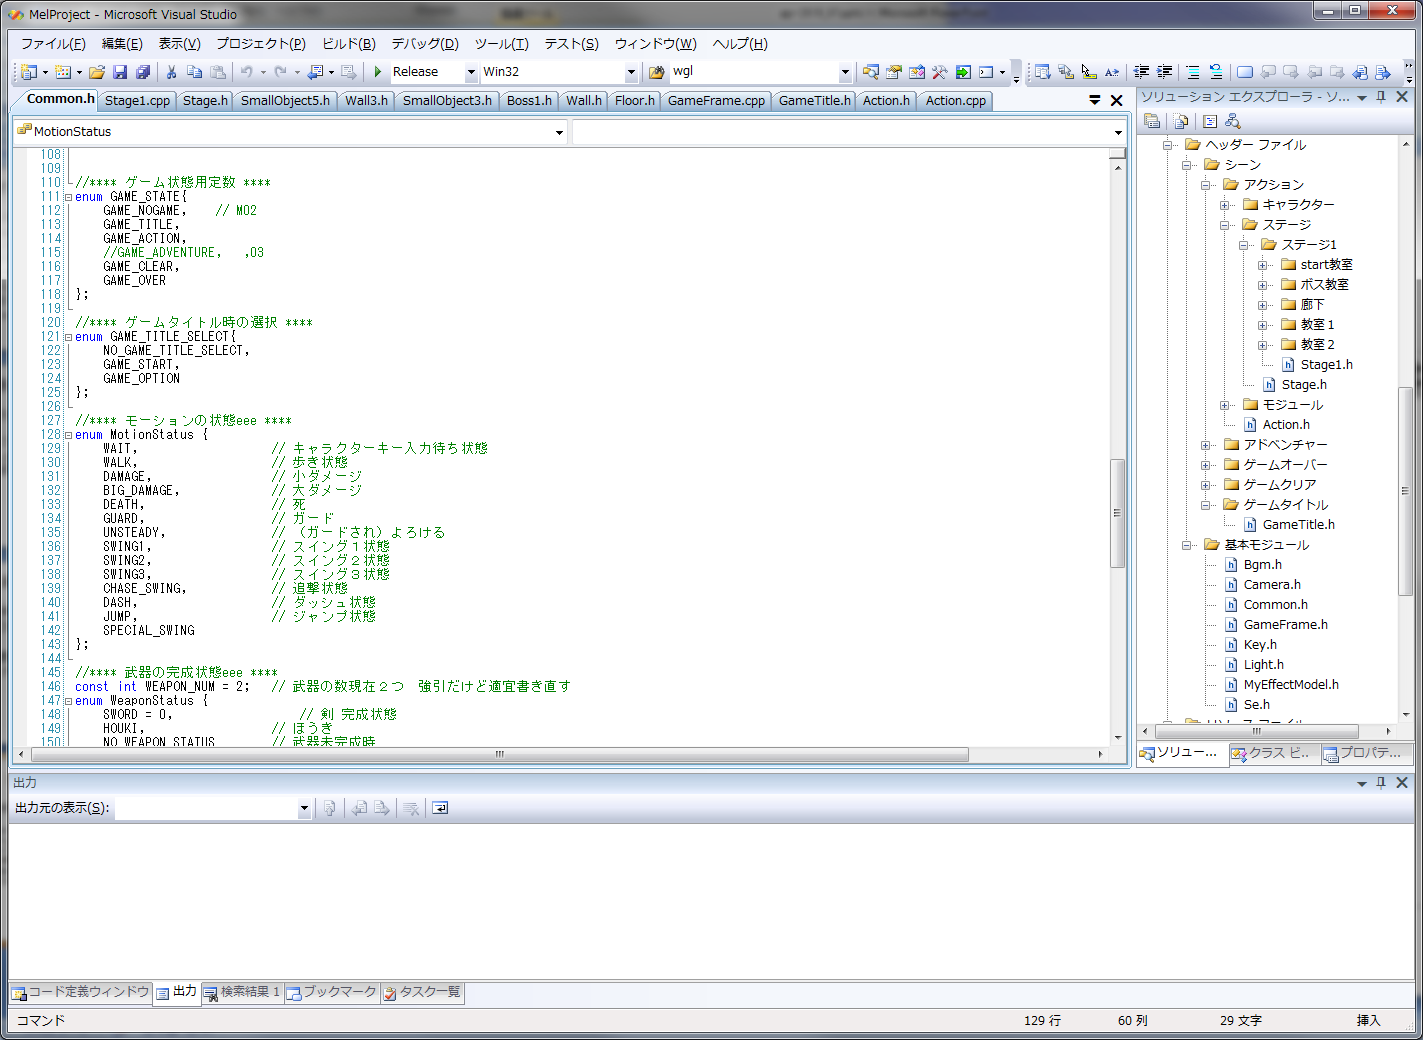 MelProject - Microsoft Visual Studio
ファイル(F) 編集(E) 表示(V) プロジェクト(P) ビルド(B) デバッグ(D) ツール(T) テスト(S) ウィンドウ(W) ヘルプ(H)
Release Win32 wgl
Common.h Stage1.cpp Stage.h SmallObject5.h Wall3.h SmallObject3.h Boss1.h Wall.h Floor.h GameFrame.cpp GameTitle.h Action.h Action.cpp
MotionStatus
108
109
110 //**** ゲーム状態用定数 ****
111 enum GAME_STATE{
112 GAME_NOGAME, // MO2
113 GAME_TITLE,
114 GAME_ACTION,
115 //GAME_ADVENTURE, ,03
116 GAME_CLEAR,
117 GAME_OVER
118 };
119
120 //**** ゲームタイトル時の選択 ****
121 enum GAME_TITLE_SELECT{
122 NO_GAME_TITLE_SELECT,
123 GAME_START,
124 GAME_OPTION
125 };
126
127 //**** モーションの状態eee ****
128 enum MotionStatus {
129 WAIT, // キャラクターキー入力待ち状態
130 WALK, // 歩き状態
131 DAMAGE, // 小ダメージ
132 BIG_DAMAGE, // 大ダメージ
133 DEATH, // 死
134 GUARD, // ガード
135 UNSTEADY, // （ガードされ）よろける
136 SWING1, // スイング１状態
137 SWING2, // スイング２状態
138 SWING3, // スイング３状態
139 CHASE_SWING, // 追撃状態
140 DASH, // ダッシュ状態
141 JUMP, // ジャンプ状態
142 SPECIAL_SWING
143 };
144
145 //**** 武器の完成状態eee ****
146 const int WEAPON_NUM = 2; // 武器の数現在２つ　強引だけど適宜書き直す
147 enum WeaponStatus {
148 SWORD = 0, // 剣 完成状態
149 HOUKI, // ほうき
150 NO_WEAPON_STATUS // 武器未完成時
ソリューション エクスプローラ - ソ...
ヘッダー ファイル
シーン
アクション
キャラクター
ステージ
ステージ1
start教室
ボス教室
廊下
教室１
教室２
Stage1.h
Stage.h
モジュール
Action.h
アドベンチャー
ゲームオーバー
ゲームクリア
ゲームタイトル
GameTitle.h
基本モジュール
Bgm.h
Camera.h
Common.h
GameFrame.h
Key.h
Light.h
MyEffectModel.h
Se.h
リソース ファイル
ソリュー... クラス ビ... プロパテ...
出力
出力元の表示(S):
コード定義ウィンドウ 出力 検索結果 1 ブックマーク タスク一覧
コマンド 129 行 60 列 29 文字 挿入